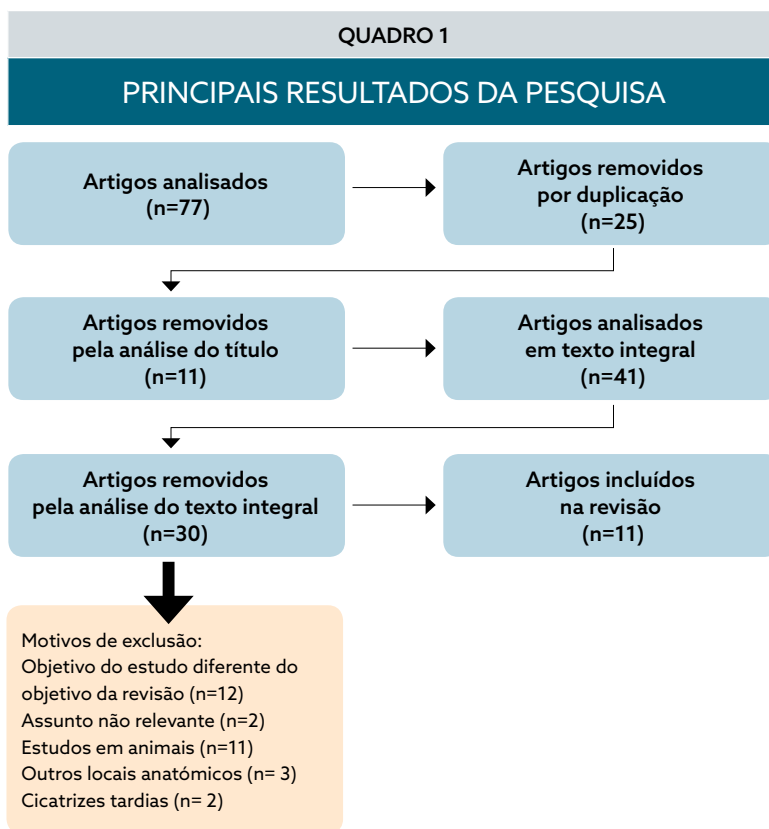 QUADRO 1
PRINCIPAIS RESULTADOS DA PESQUISA
Artigos analisados
(n=77)
Artigos removidos
por duplicação
(n=25)
Artigos removidos
pela análise do título
(n=11)
Artigos analisados
em texto integral
(n=41)
Artigos removidos
pela análise do texto integral
(n=30)
Artigos incluídos
na revisão
(n=11)
Motivos de exclusão:
Objetivo do estudo diferente do
objetivo da revisão (n=12)
Assunto não relevante (n=2)
Estudos em animais (n=11)
Outros locais anatómicos (n= 3)
Cicatrizes tardias (n= 2)